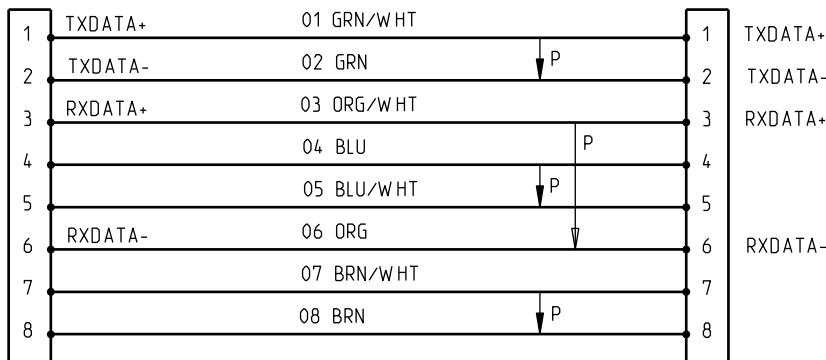 TXDATA+ 01 GRN/WHT
1 1 TXDATA+
TXDATA- 02 GRN P
2 2 TXDATA-
RXDATA+ 03 ORG/WHT
3 3 RXDATA+
04 BLU P
4 4
05 BLU/WHT P
5 5
RXDATA- 06 ORG
6 6 RXDATA-
07 BRN/WHT
7 7
08 BRN P
8 8